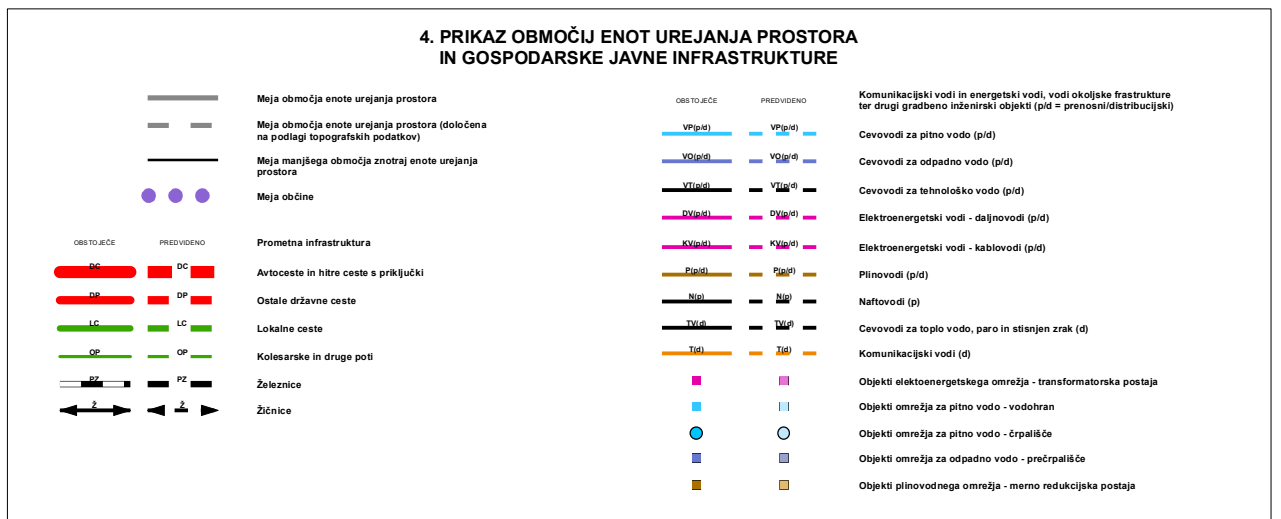 4. PRIKAZ OBMOČIJ ENOT UREJANJA PROSTORA
IN GOSPODARSKE JAVNE INFRASTRUKTURE
Meja območja enote urejanja prostora
Meja območja enote urejanja prostora (določena
na podlagi topografskih podatkov)
Meja manjšega območja znotraj enote urejanja
prostora
Meja občine
OBSTOJEČE PREDVIDENO Prometna infrastruktura
DC DC Avtoceste in hitre ceste s priključki
DP DP Ostale državne ceste
LC LC Lokalne ceste
OP OP Kolesarske in druge poti
PZ PZ Železnice
Ž Ž Žičnice
OBSTOJEČE PREDVIDENO Komunikacijski vodi in energetski vodi, vodi okoljske frastrukture
ter drugi gradbeno inženirski objekti (p/d = prenosni/distribucijski)
VP(p/d) VP(p/d) Cevovodi za pitno vodo (p/d)
VO(p/d) VO(p/d) Cevovodi za odpadno vodo (p/d)
VT(p/d) VT(p/d) Cevovodi za tehnološko vodo (p/d)
DV(p/d) DV(p/d) Elektroenergetski vodi - daljnovodi (p/d)
KV(p/d) KV(p/d) Elektroenergetski vodi - kablovodi (p/d)
P(p/d) P(p/d) Plinovodi (p/d)
N(p) N(p) Naftovodi (p)
TV(d) TV(d) Cevovodi za toplo vodo, paro in stisnjen zrak (d)
T(d) T(d) Komunikacijski vodi (d)
Objekti elektoenergetskega omrežja - transformatorska postaja
Objekti omrežja za pitno vodo - vodohran
Objekti omrežja za pitno vodo - črpališče
Objekti omrežja za odpadno vodo - prečrpališče
Objekti plinovodnega omrežja - merno redukcijska postaja